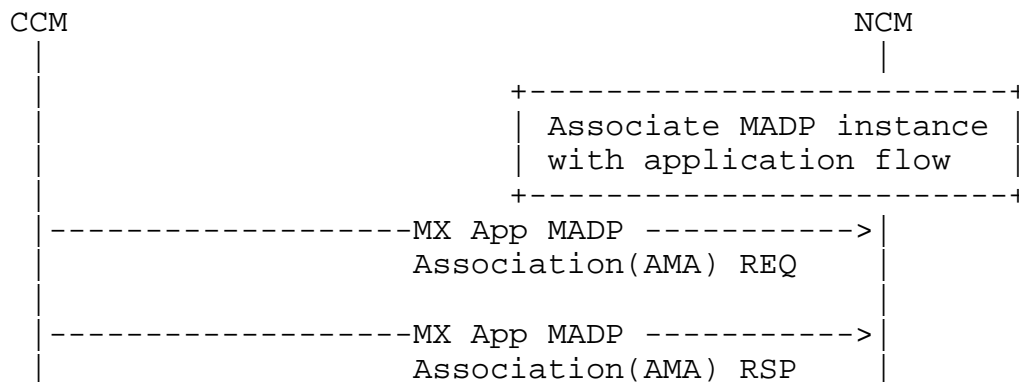 CCM NCM
Associate MADP instance
with application flow
MX App MADP
Association(AMA) REQ
MX App MADP
Association(AMA) RSP